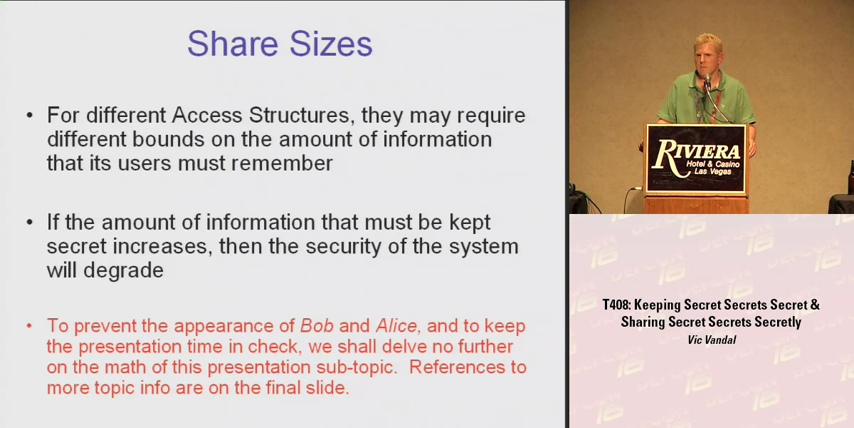 Share Sizes
• For different Access Structures, they may require
different bounds on the amount of information
that its users must remember
• If the amount of information that must be kept
secret increases, then the security of the system
will degrade
• To prevent the appearance of Bob and Alice, and to keep
the presentation time in check, we shall delve no further
on the math of this presentation sub-topic. References to
more topic info are on the final slide.
RIVIERA
Hotel & Casino
Las Vegas
T408: Keeping Secret Secrets Secret &
Sharing Secret Secrets Secretly
Vic Vandal